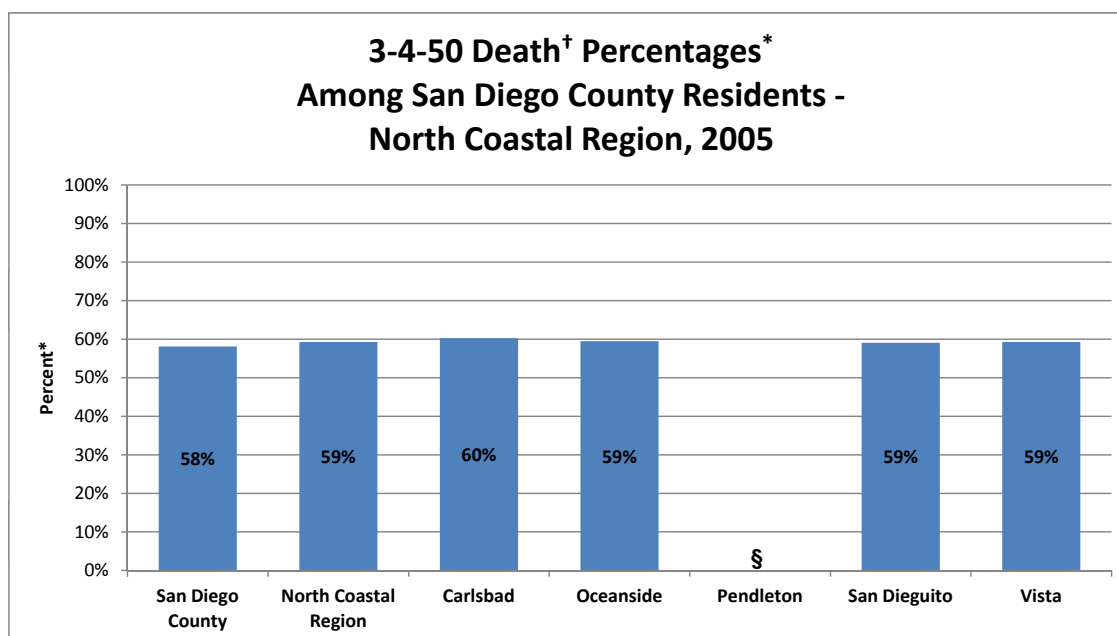 3-4-50 Death† Percentages*
Among San Diego County Residents -
North Coastal Region, 2005
100%
90%
80%
70%
60%
50%
40%
30%
20%
10%
0%
Percent*
58%
59%
60%
59%
§
59%
59%
San Diego County
North Coastal Region
Carlsbad
Oceanside
Pendleton
San Dieguito
Vista